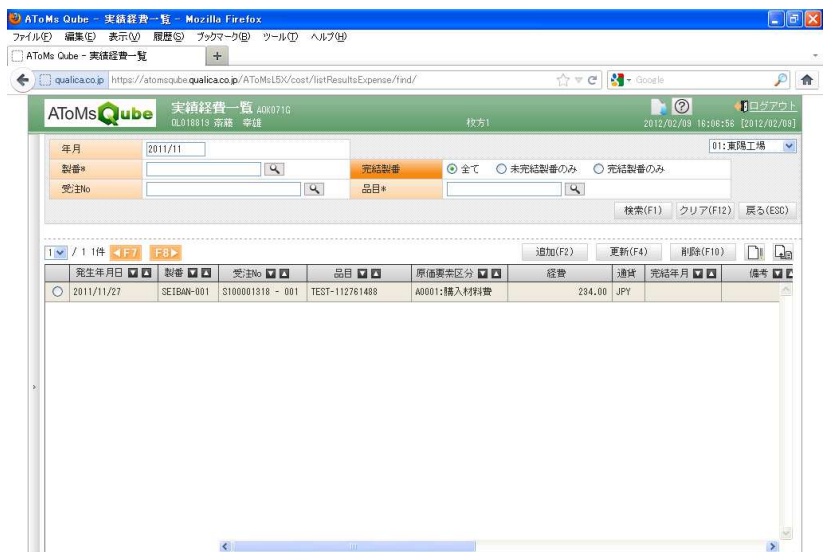 AToMs Qube - 実績経費一覧 - Mozilla Firefox
ファイル(F) 編集(E) 表示(V) 履歴(S) ブックマーク(B) ツール(T) ヘルプ(H)
AToMs Qube - 実績経費一覧 +
qualica.co.jp https://atomsqube.qualica.co.jp/AToMsL5X/cost/listResultsExpense/find/ Google
AToMs Qube 実績経費一覧 AOK071G ? ログアウト
OL018819 斎藤 幸雄 枚方1 2012/02/09 16:06:56 [2012/02/09]
年月 2011/11 01:東陽工場
製番* 完結製番 全て 未完結製番のみ 完結製番のみ
受注No 品目*
検索(F1) クリア(F12) 戻る(ESC)
1 / 1 1件 F7 F8 追加(F2) 更新(F4) 削除(F10)
発生年月日 製番 受注No 品目 原価要素区分 経費 通貨 完結年月 備考
2011/11/27 SEIBAN-001 S100001318 - 001 TEST-112761488 A0001:購入材料費 234.00 JPY